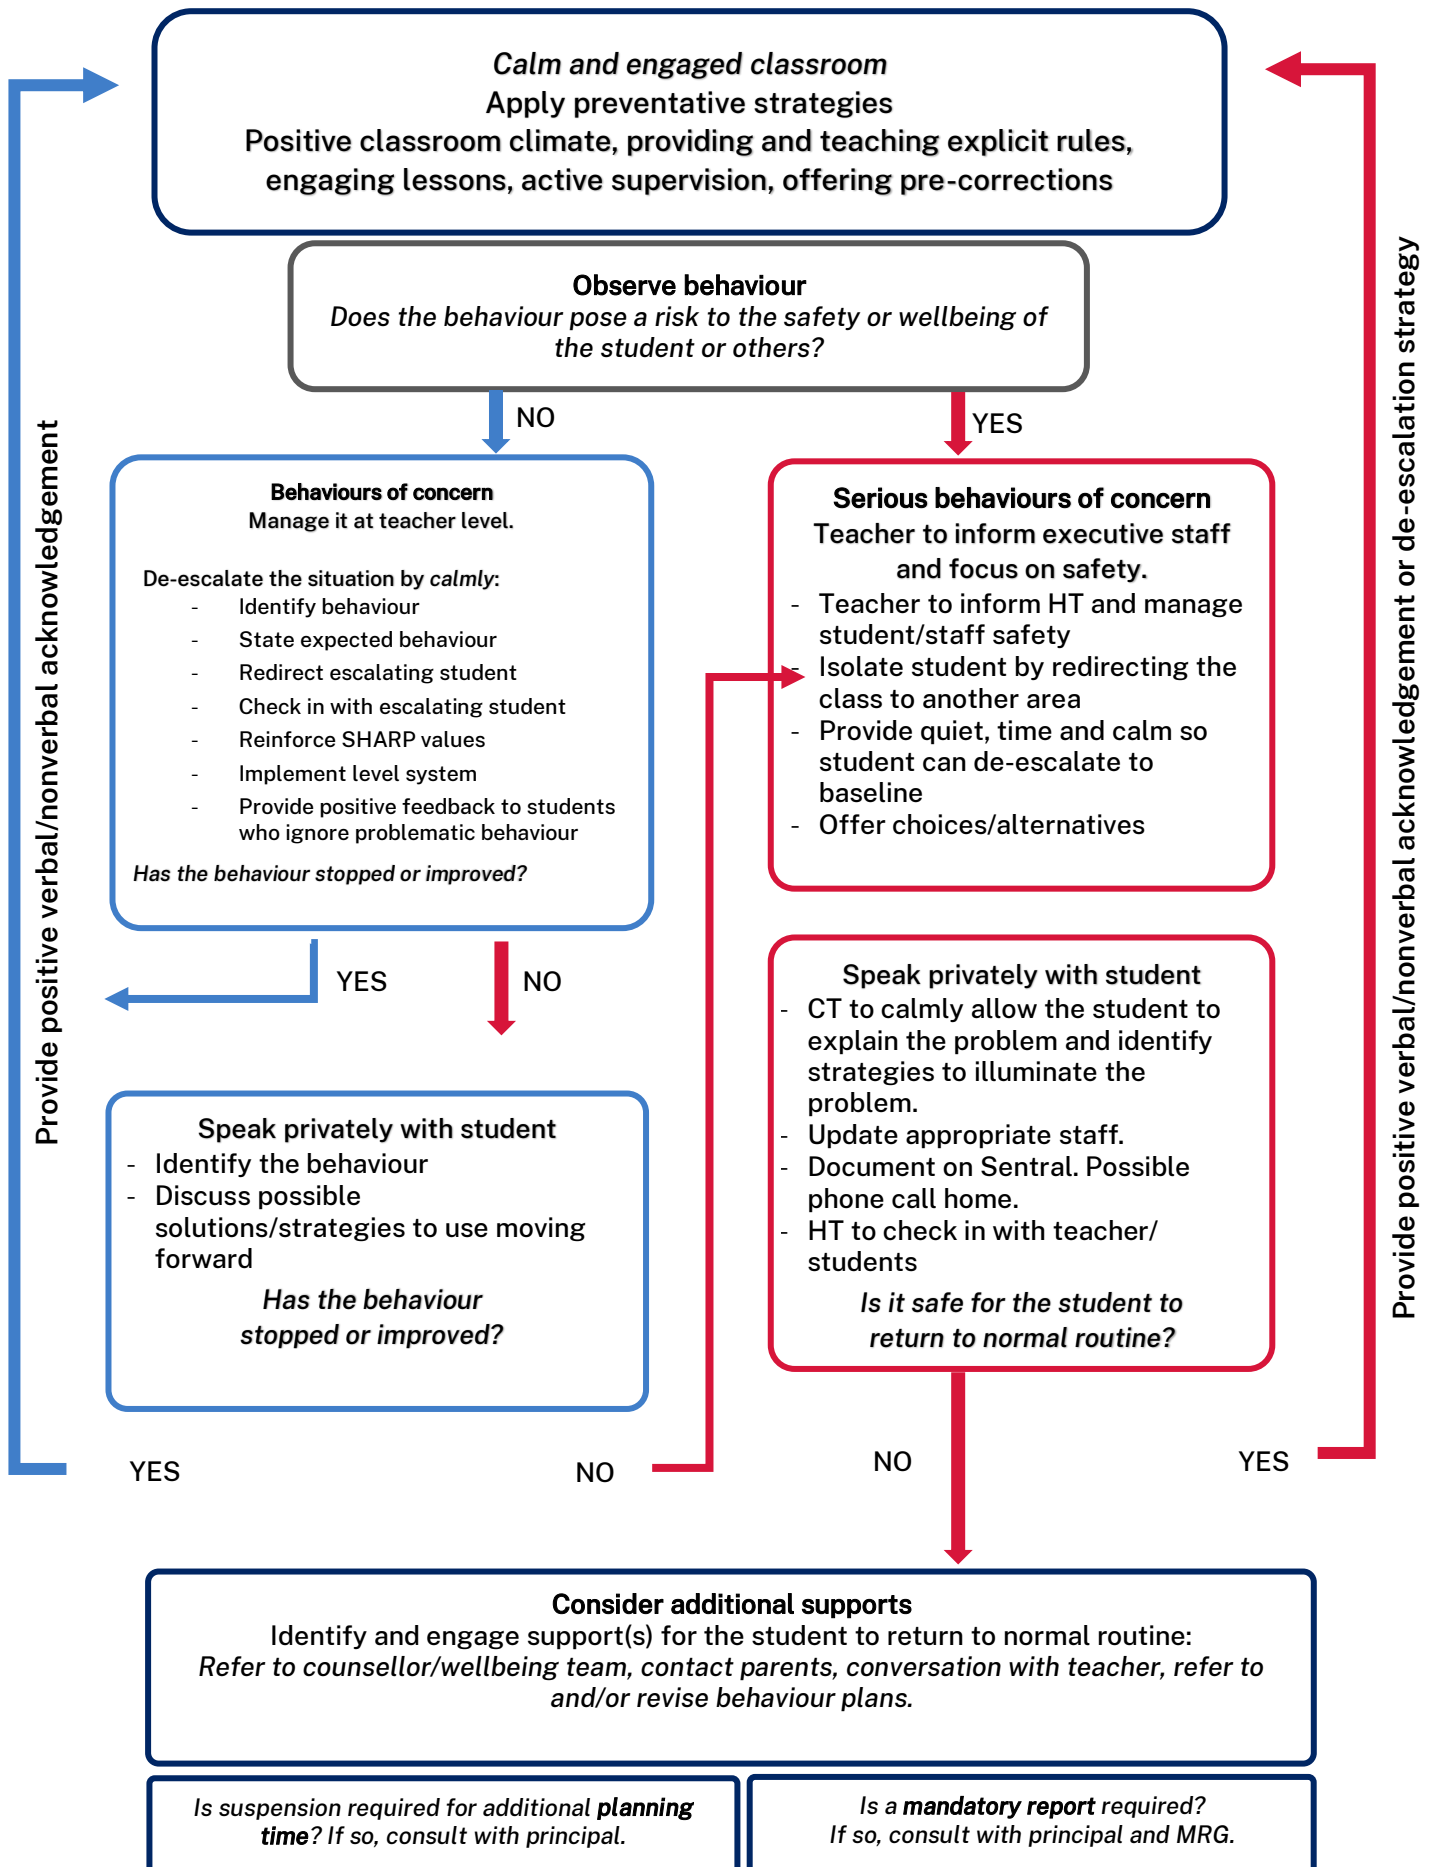 Calm and engaged classroom
Apply preventative strategies
Positive classroom climate, providing and teaching explicit rules,
engaging lessons, active supervision, offering pre-corrections
Observe behaviour
Does the behaviour pose a risk to the safety or wellbeing of
the student or others?
NO
YES
Behaviours of concern
Manage it at teacher level.
De-escalate the situation by calmly:
- Identify behaviour
- State expected behaviour
- Redirect escalating student
- Check in with escalating student
- Reinforce SHARP values
- Implement level system
- Provide positive feedback to students
who ignore problematic behaviour
Has the behaviour stopped or improved?
YES
NO
Speak privately with student
- Identify the behaviour
- Discuss possible
solutions/strategies to use moving
forward
Has the behaviour
stopped or improved?
YES
NO
Provide positive verbal/nonverbal acknowledgement
Serious behaviours of concern
Teacher to inform executive staff
and focus on safety.
- Teacher to inform HT and manage
student/staff safety
- Isolate student by redirecting the
class to another area
- Provide quiet, time and calm so
student can de-escalate to
baseline
- Offer choices/alternatives
Speak privately with student
- CT to calmly allow the student to
explain the problem and identify
strategies to illuminate the
problem.
- Update appropriate staff.
- Document on Sentral. Possible
phone call home.
- HT to check in with teacher/
students
Is it safe for the student to
return to normal routine?
NO
YES
Provide positive verbal/nonverbal acknowledgement or de-escalation strategy
Consider additional supports
Identify and engage support(s) for the student to return to normal routine:
Refer to counsellor/wellbeing team, contact parents, conversation with teacher, refer to
and/or revise behaviour plans.
Is suspension required for additional planning
time? If so, consult with principal.
Is a mandatory report required?
If so, consult with principal and MRG.